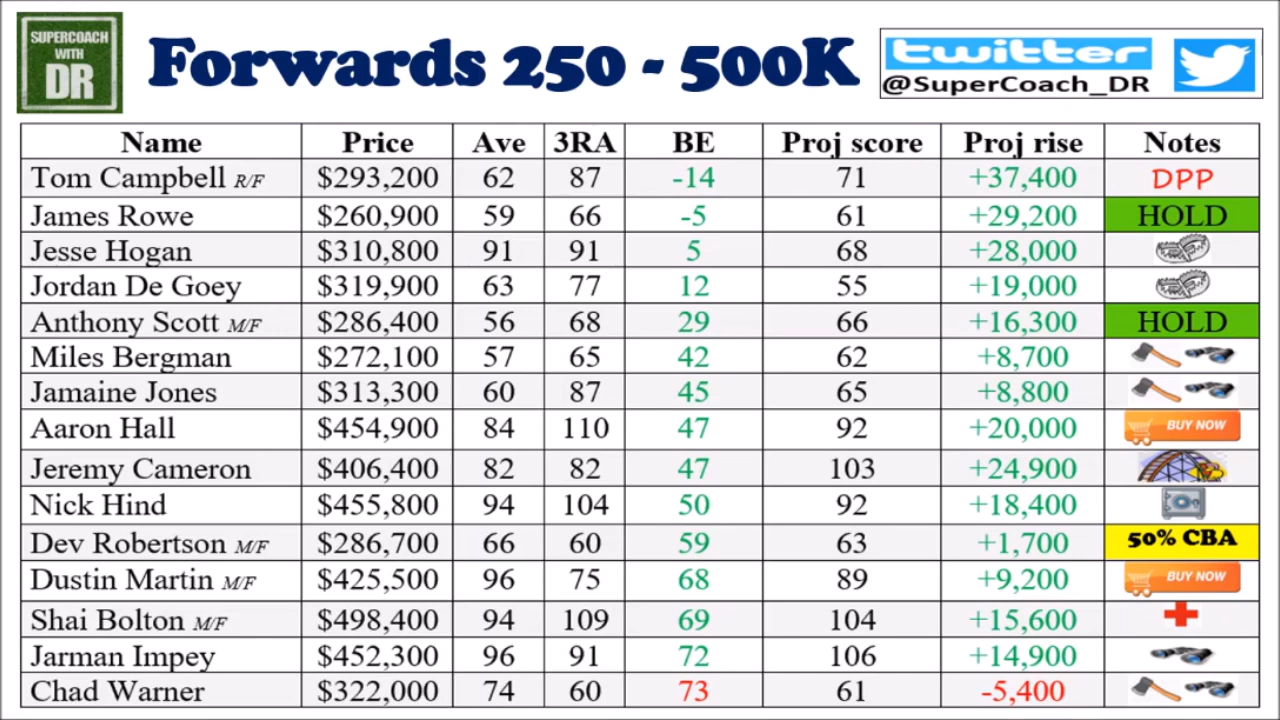 SUPERCOACH
WITH
DR
Forwards 250 - 500K
twitter
@SuperCoach_DR
Name Price Ave 3RA BE Proj score Proj rise Notes
Tom Campbell R/F $293,200 62 87 -14 71 +37,400 DPP
James Rowe $260,900 59 66 -5 61 +29,200 HOLD
Jesse Hogan $310,800 91 91 5 68 +28,000
Jordan De Goey $319,900 63 77 12 55 +19,000
Anthony Scott M/F $286,400 56 68 29 66 +16,300 HOLD
Miles Bergman $272,100 57 65 42 62 +8,700
Jamaine Jones $313,300 60 87 45 65 +8,800
Aaron Hall $454,900 84 110 47 92 +20,000 BUY NOW
Jeremy Cameron $406,400 82 82 47 103 +24,900
Nick Hind $455,800 94 104 50 92 +18,400
Dev Robertson M/F $286,700 66 60 59 63 +1,700 50% CBA
Dustin Martin M/F $425,500 96 75 68 89 +9,200 BUY NOW
Shai Bolton M/F $498,400 94 109 69 104 +15,600
Jarman Impey $452,300 96 91 72 106 +14,900
Chad Warner $322,000 74 60 73 61 -5,400